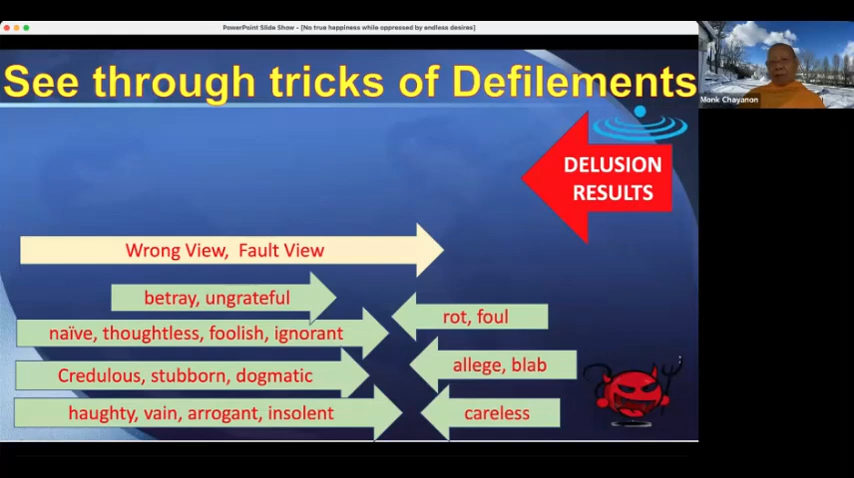 PowerPoint Slide Show - [No true happiness while oppressed by endless desires]
See through tricks of Defilements
Monk Chayanon
DELUSION
RESULTS
Wrong View, Fault View
betray, ungrateful
rot, foul
naïve, thoughtless, foolish, ignorant
allege, blab
Credulous, stubborn, dogmatic
haughty, vain, arrogant, insolent
careless